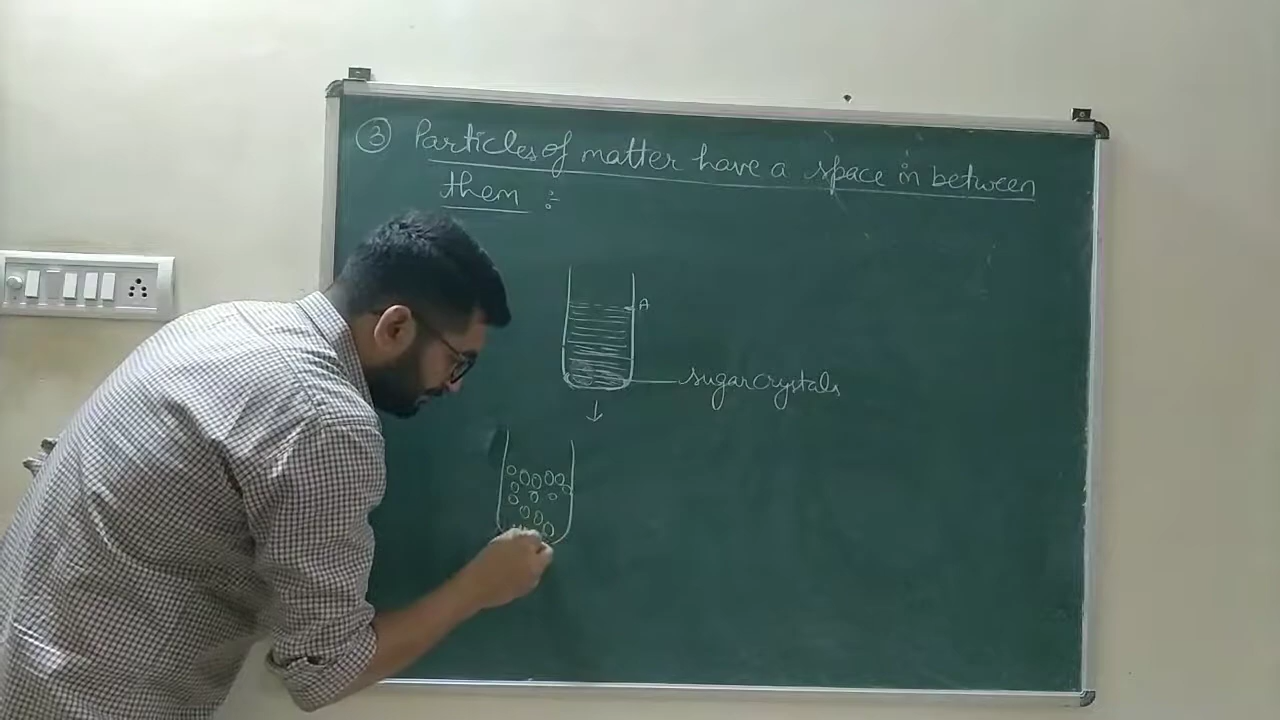 ③ Particles of matter have a space in between
them ÷
A
sugar crystals